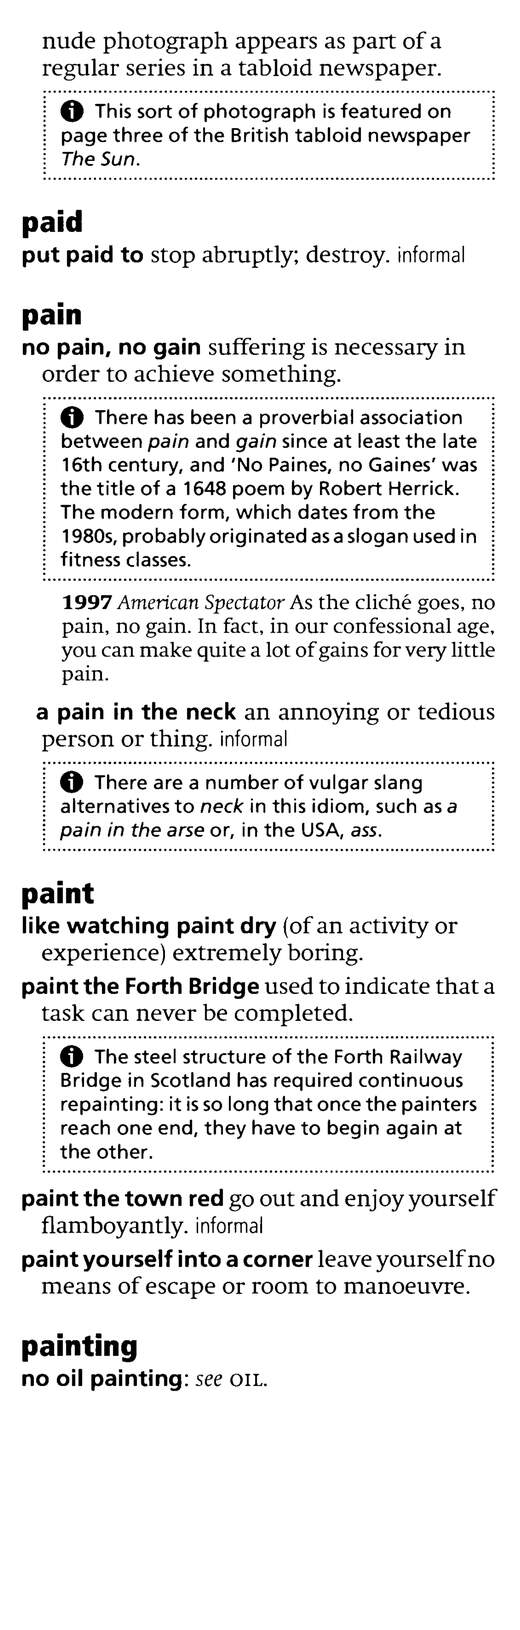 nude photograph appears as part of a
regular series in a tabloid newspaper.
This sort of photograph is featured on
page three of the British tabloid newspaper
The Sun.
paid
put paid to stop abruptly; destroy. informal
pain
no pain, no gain suffering is necessary in
order to achieve something.
There has been a proverbial association
between pain and gain since at least the late
16th century, and ‘No Paines, no Gaines’ was
the title of a 1648 poem by Robert Herrick.
The modern form, which dates from the
1980s, probably originated as a slogan used in
fitness classes.
1997 American Spectator As the cliché goes, no
pain, no gain. In fact, in our confessional age,
you can make quite a lot of gains for very little
pain.
a pain in the neck an annoying or tedious
person or thing. informal
There are a number of vulgar slang
alternatives to neck in this idiom, such as a
pain in the arse or, in the USA, ass.
paint
like watching paint dry (of an activity or
experience) extremely boring.
paint the Forth Bridge used to indicate that a
task can never be completed.
The steel structure of the Forth Railway
Bridge in Scotland has required continuous
repainting: it is so long that once the painters
reach one end, they have to begin again at
the other.
paint the town red go out and enjoy yourself
flamboyantly. informal
paint yourself into a corner leave yourself no
means of escape or room to manoeuvre.
painting
no oil painting: see OIL.